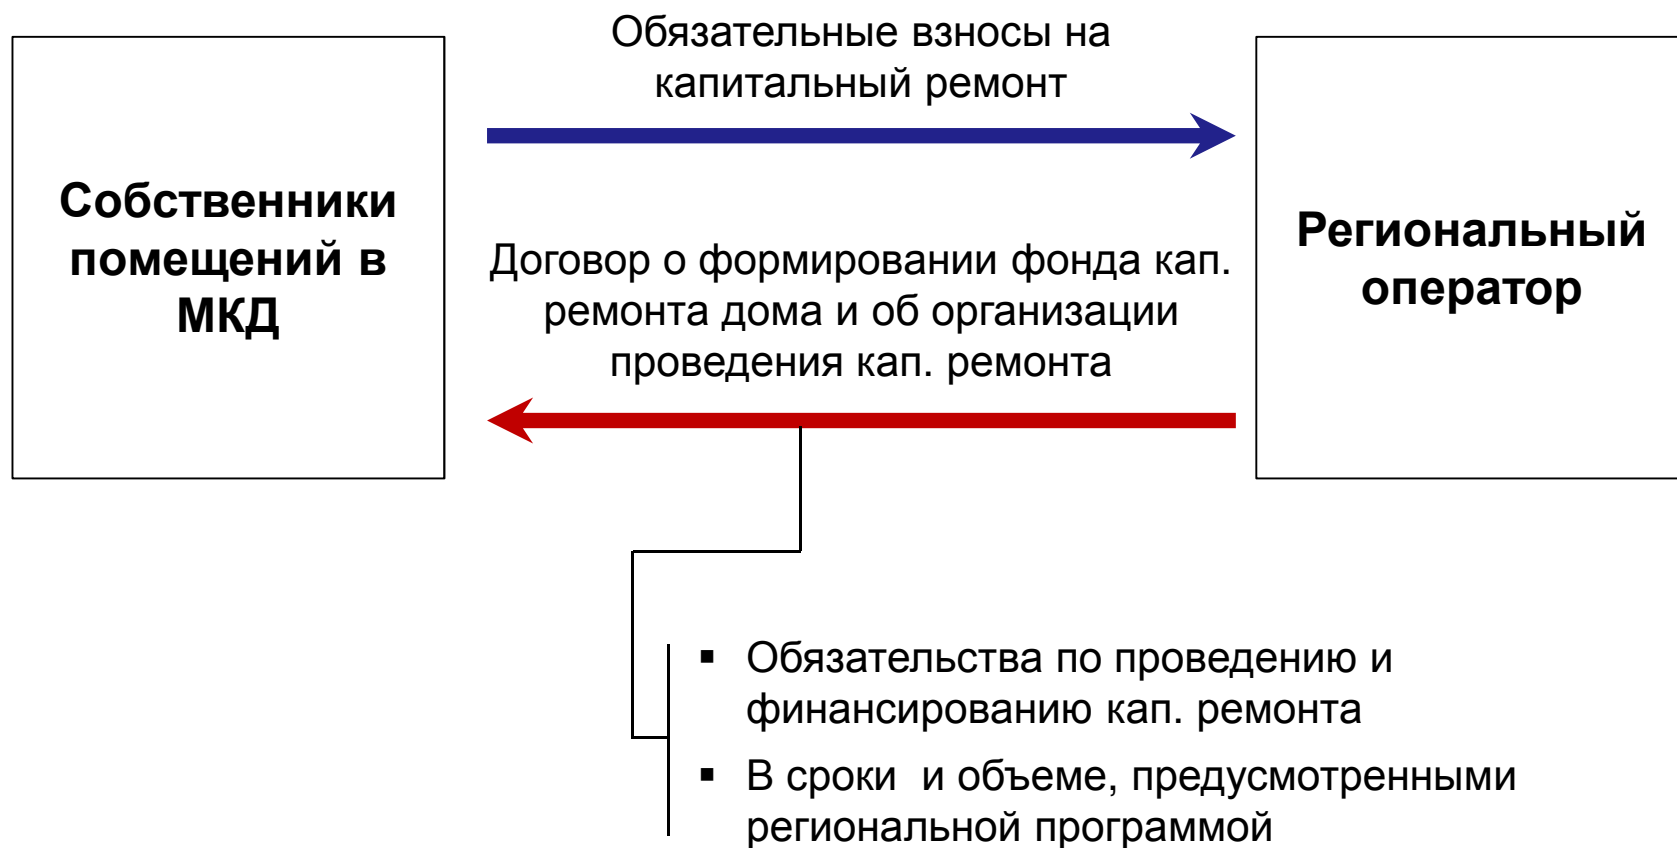 Обязательные взносы на
капитальный ремонт
Собственники
помещений в
МКД
Договор о формировании фонда кап.
ремонта дома и об организации
проведения кап. ремонта
Региональный
оператор
▪ Обязательства по проведению и
финансированию кап. ремонта
▪ В сроки и объеме, предусмотренными
региональной программой